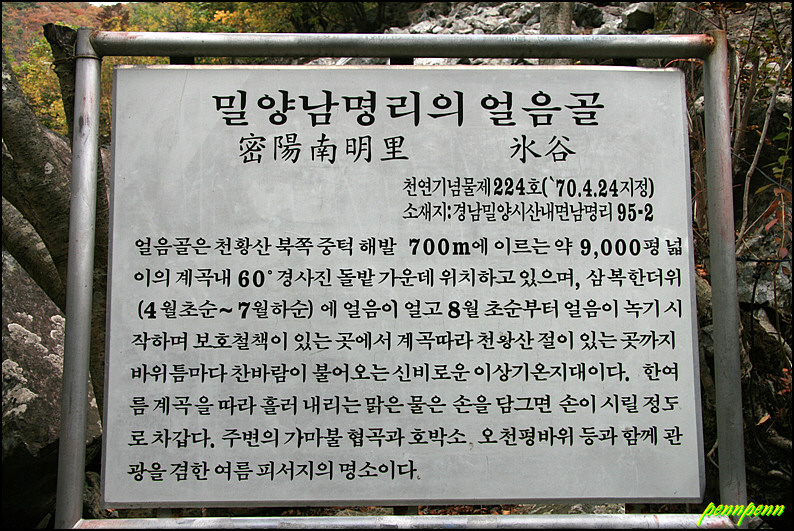 밀양남명리의 얼음골
密陽南明里 氷谷
천연기념물제224호(`70.4.24지정)
소재지:경남밀양시산내면남명리 95-2
얼음골은 천황산 북쪽 중턱 해발 700m에 이르는 약 9,000평 넓
이의 계곡내 60° 경사진 돌밭 가운데 위치하고 있으며, 삼복한더위
(4월초순~7월하순)에 얼음이 얼고 8월 초순부터 얼음이 녹기 시
작하며 보호철책이 있는 곳에서 계곡따라 천왕산 절이 있는 곳까지
바위틈마다 찬바람이 불어오는 신비로운 이상기온지대이다. 한여
름 계곡을 따라 흘러 내리는 맑은 물은 손을 담그면 손이 시릴 정도
로 차갑다. 주변의 가마불 협곡과 호박소 오천평바위 등과 함께 관
광을 겸한 여름 피서지의 명소이다.
pennpenn